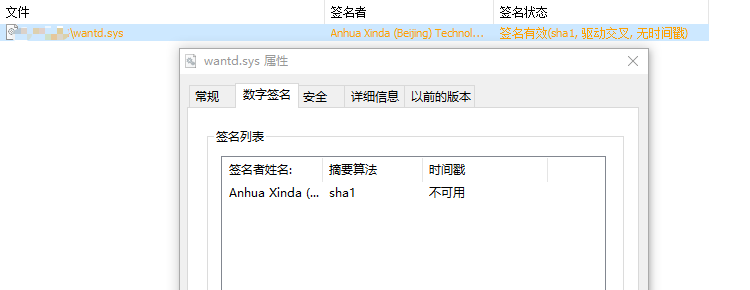 文件 签名者 签名状态
\wantd.sys Anhua Xinda (Beijing) Technol... 签名有效(sha1, 驱动交叉, 无时间戳)
wantd.sys 属性
常规 数字签名 安全 详细信息 以前的版本
签名列表
签名者姓名: 摘要算法 时间戳
Anhua Xinda (... sha1 不可用